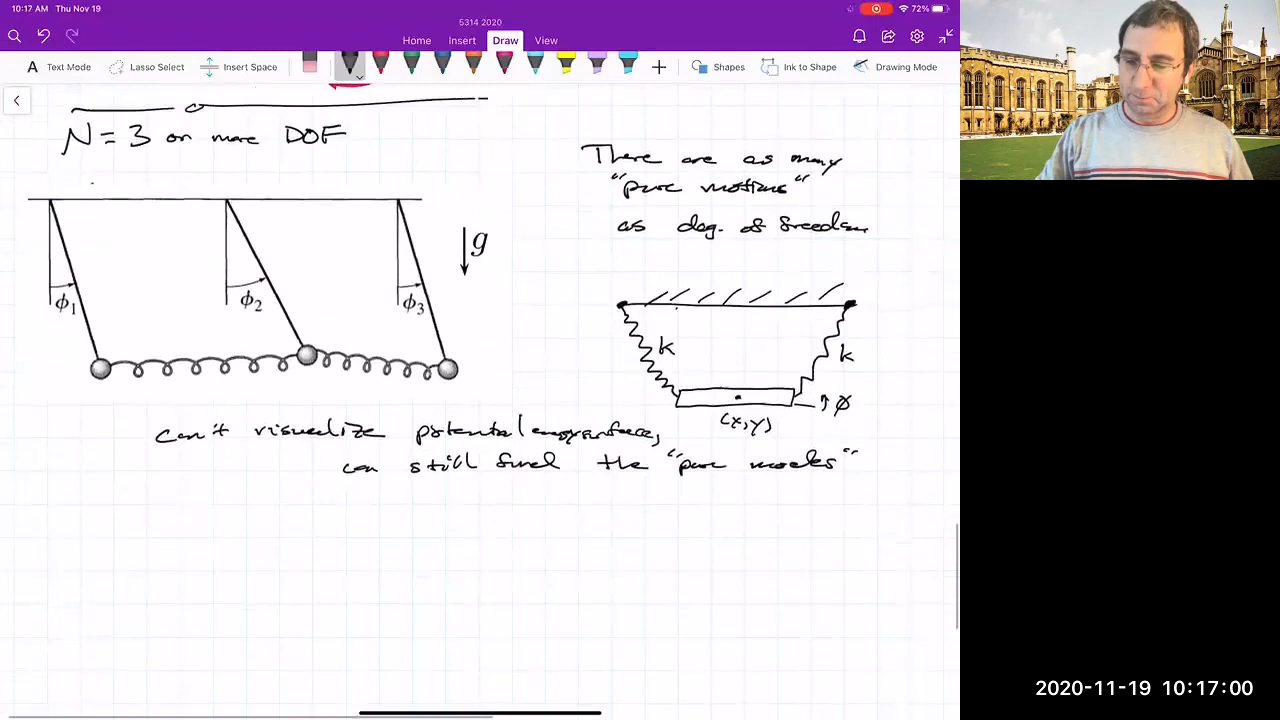 10:17 AM Thu Nov 19
72%
5314 2020
Home Insert Draw View
Text Mode Lasso Select Insert Space Shapes Ink to Shape Drawing Mode
N = 3 or more DOF
There are as many
"pure motions"
as deg. of freedom
g
ϕ1 ϕ2 ϕ3
k k
↑ϕ
(x,y)
can't visualize potential energy surface,
can still find the "pure modes"
2020-11-19 10:17:00